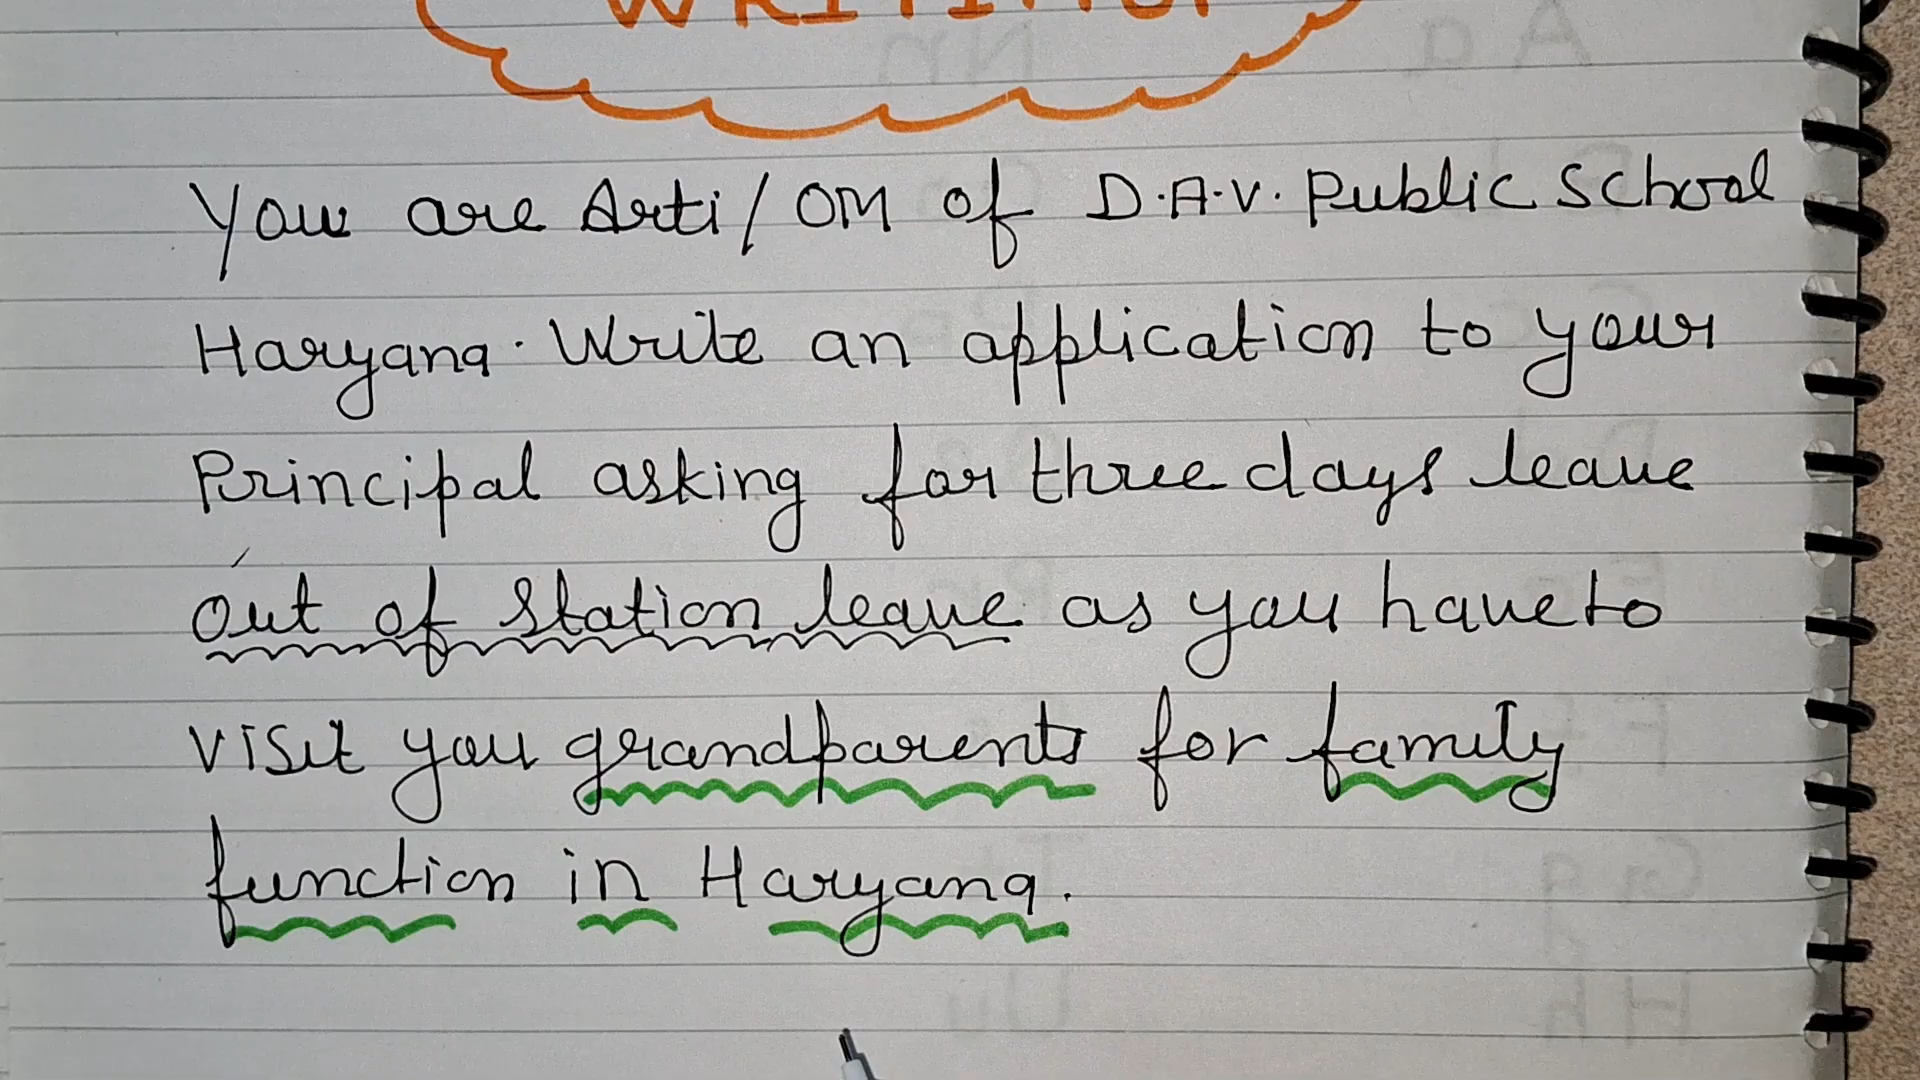 WRITING
You are Arti/OM of D.A.V. Public School
Haryana. Write an application to your
Principal asking for three days leave
out of station leave as you have to
visit you grandparents for family
function in Haryana.